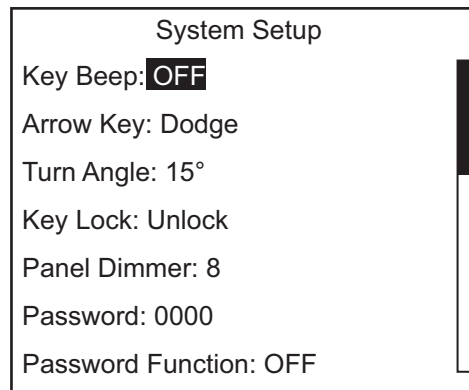 System Setup
Key Beep: OFF
Arrow Key: Dodge
Turn Angle: 15°
Key Lock: Unlock
Panel Dimmer: 8
Password: 0000
Password Function: OFF